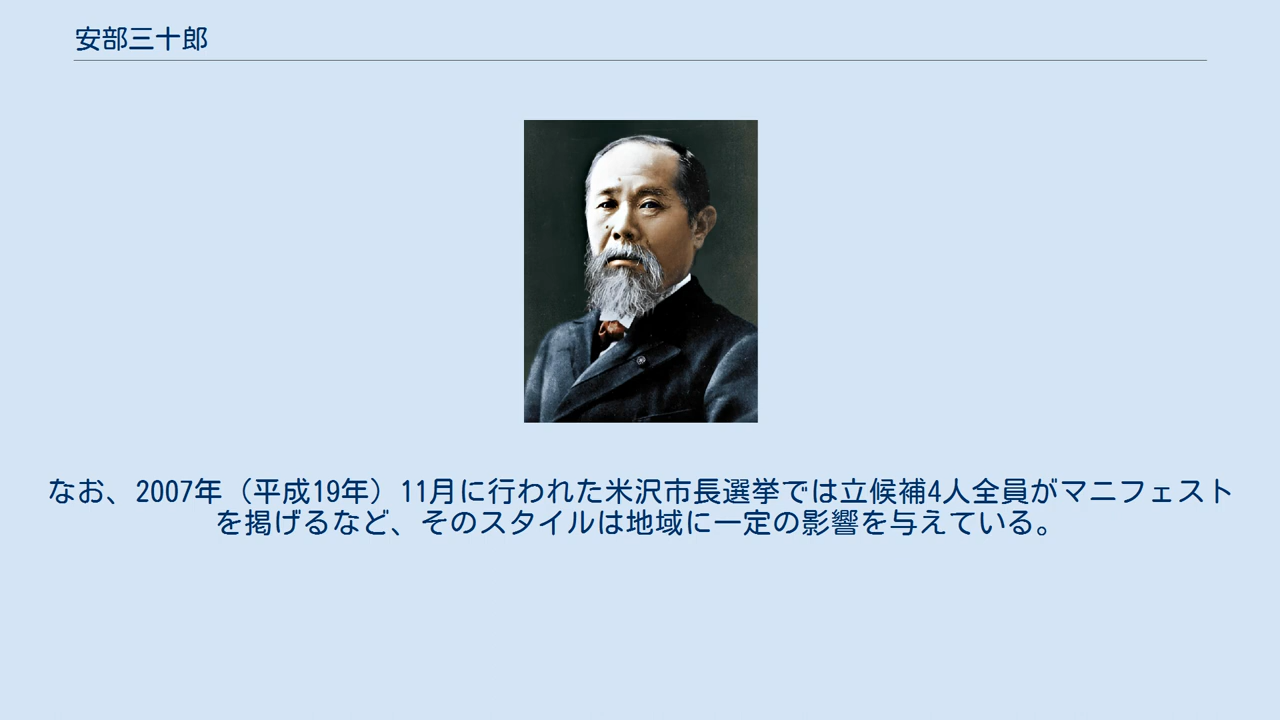 安部三十郎
なお、2007年（平成19年）11月に行われた米沢市長選挙では立候補4人全員がマニフェスト
を掲げるなど、そのスタイルは地域に一定の影響を与えている。